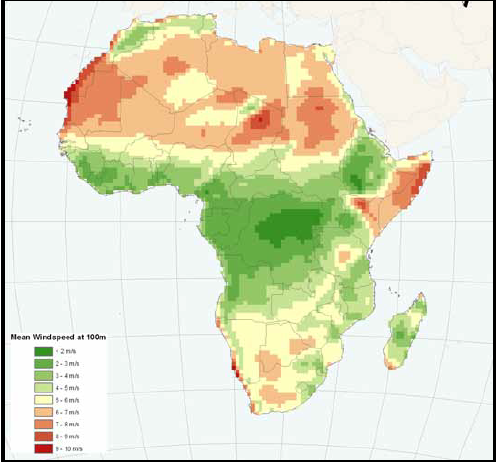 Mean Windspeed at 100m
< 2 m/s
2 - 3 m/s
3 - 4 m/s
4 - 5 m/s
5 - 6 m/s
6 - 7 m/s
7 - 8 m/s
8 - 9 m/s
9 - 10 m/s